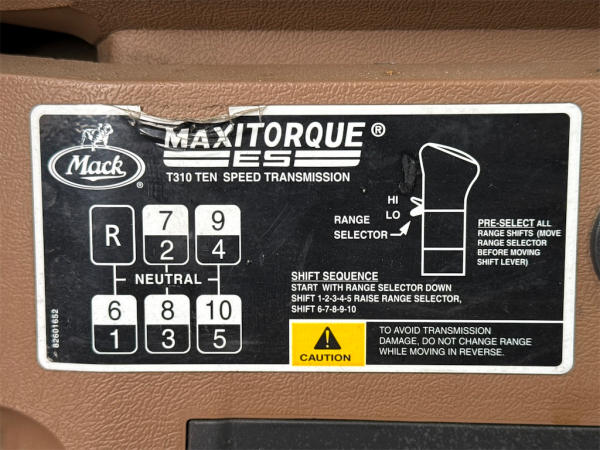 Mack ®
MAXITORQUE ®
ES
T310 TEN SPEED TRANSMISSION
R 7 9
2 4
NEUTRAL
6 8 10
1 3 5
82601652
HI
LO
RANGE
SELECTOR
PRE-SELECT ALL
RANGE SHIFTS (MOVE
RANGE SELECTOR
BEFORE MOVING
SHIFT LEVER)
SHIFT SEQUENCE
START WITH RANGE SELECTOR DOWN
SHIFT 1-2-3-4-5 RAISE RANGE SELECTOR,
SHIFT 6-7-8-9-10
CAUTION
TO AVOID TRANSMISSION
DAMAGE, DO NOT CHANGE RANGE
WHILE MOVING IN REVERSE.